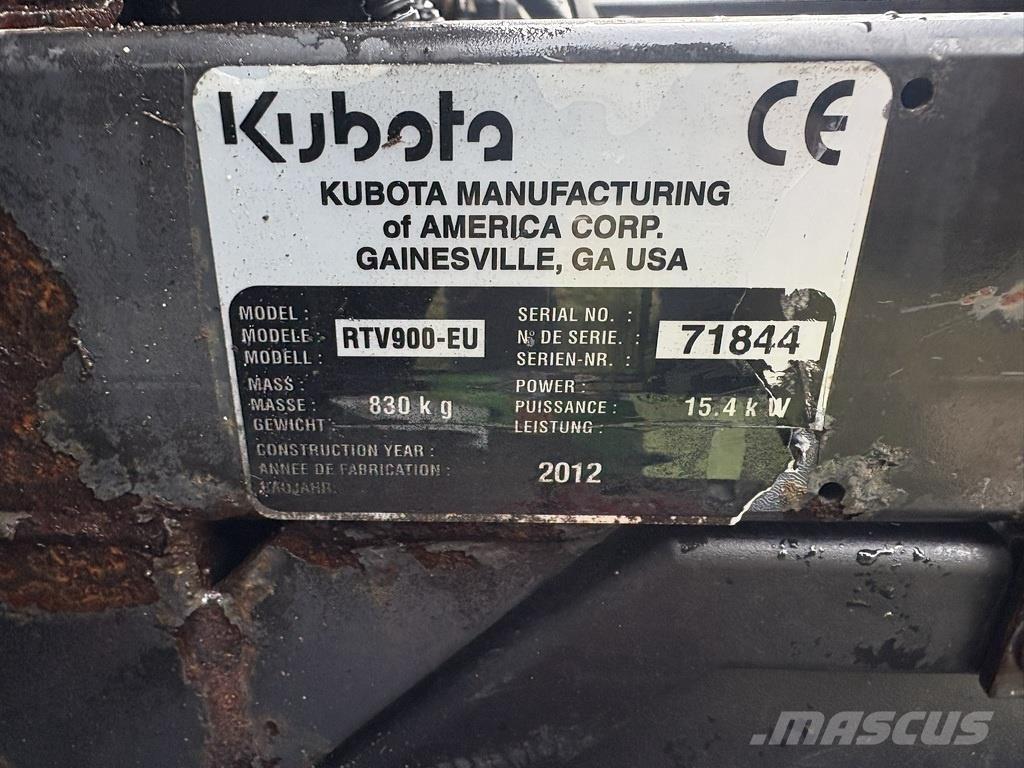 Kubota CE
KUBOTA MANUFACTURING
of AMERICA CORP.
GAINESVILLE, GA USA
MODEL :
MODELE :
MODELL :
RTV900-EU
SERIAL NO. :
NS DE SERIE. :
SERIEN-NR. :
71844
MASS :
MASSE :
GEWICHT :
830 kg
POWER :
PUISSANCE :
LEISTUNG :
15.4 kW
CONSTRUCTION YEAR :
ANNEE DE FABRICATION :
BAUJAHR:
2012
MASCUS